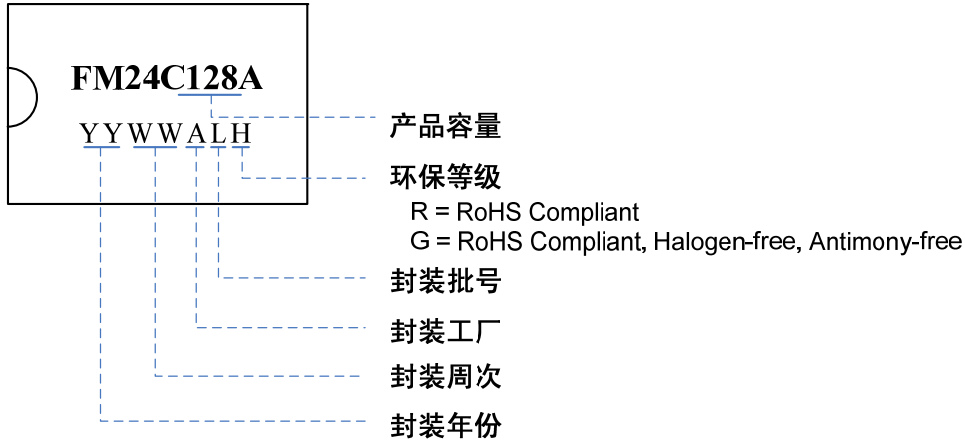 FM24C128A
YYWWALH
产品容量
环保等级
R = RoHS Compliant
G = RoHS Compliant, Halogen-free, Antimony-free
封装批号
封装工厂
封装周次
封装年份